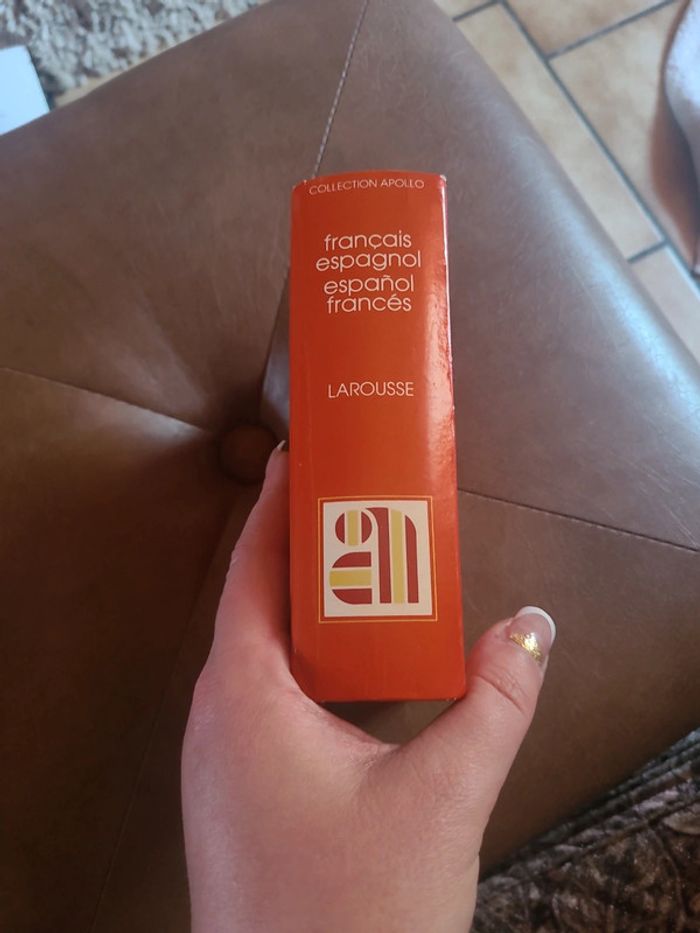 COLLECTION APOLLO
français
espagnol
español
francés
LAROUSSE